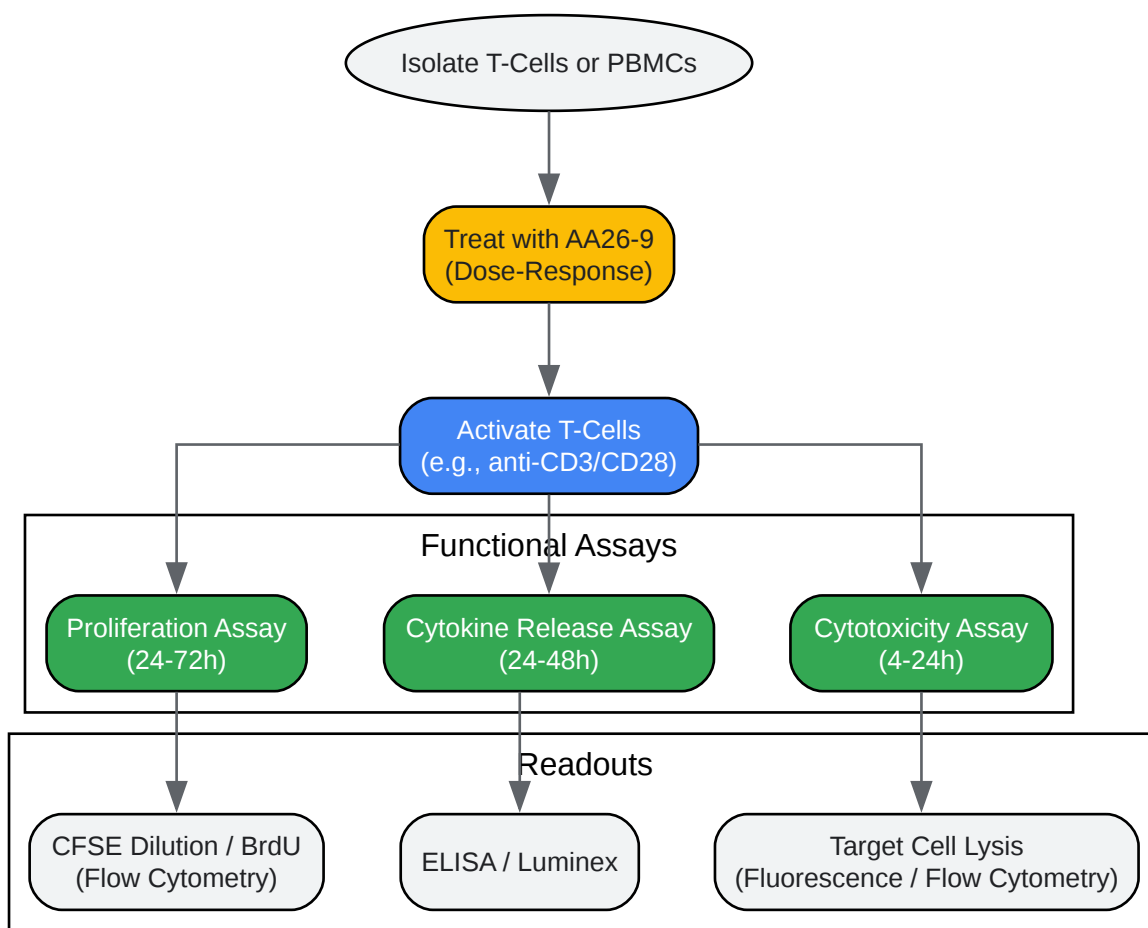 Isolate T-Cells or PBMCs
Treat with AA26-9
(Dose-Response)
Activate T-Cells
(e.g., anti-CD3/CD28)
Functional Assays
Proliferation Assay
(24-72h)
Cytokine Release Assay
(24-48h)
Cytotoxicity Assay
(4-24h)
Readouts
CFSE Dilution / BrdU
(Flow Cytometry)
ELISA / Luminex
Target Cell Lysis
(Fluorescence / Flow Cytometry)